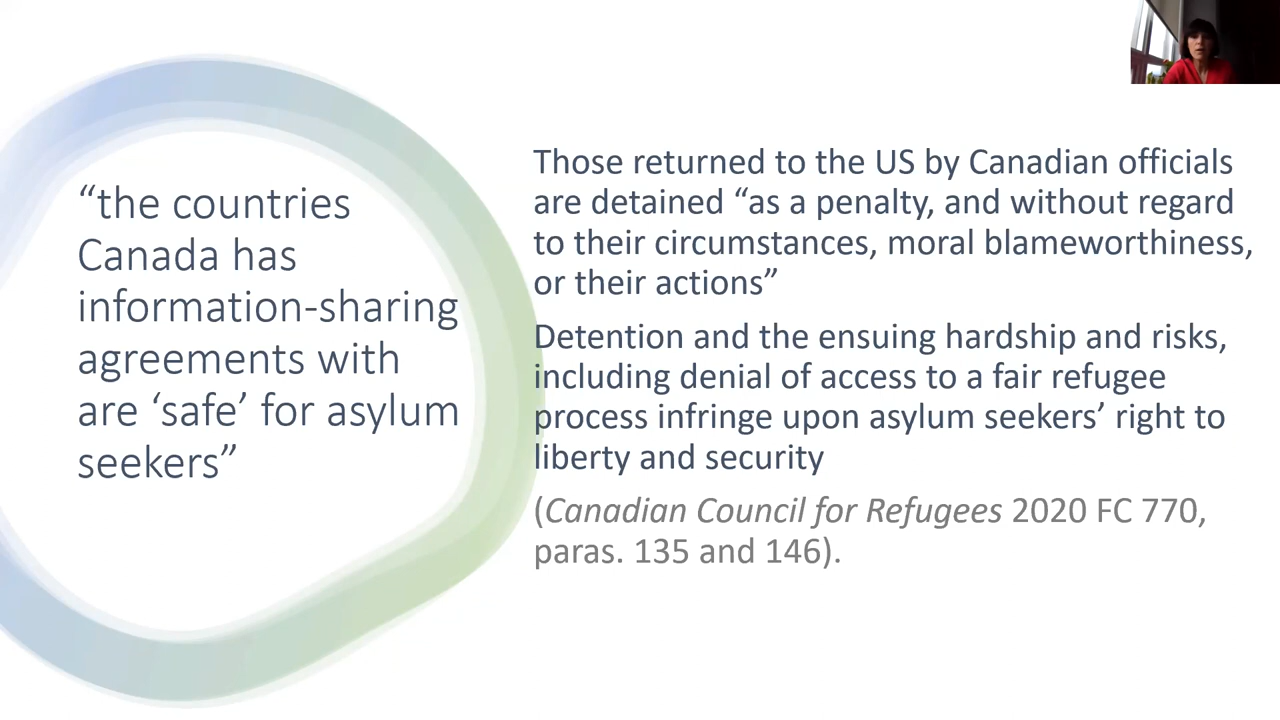 “the countries
Canada has
information-sharing
agreements with
are ‘safe’ for asylum
seekers”
Those returned to the US by Canadian officials
are detained “as a penalty, and without regard
to their circumstances, moral blameworthiness,
or their actions”
Detention and the ensuing hardship and risks,
including denial of access to a fair refugee
process infringe upon asylum seekers’ right to
liberty and security
(Canadian Council for Refugees 2020 FC 770,
paras. 135 and 146).